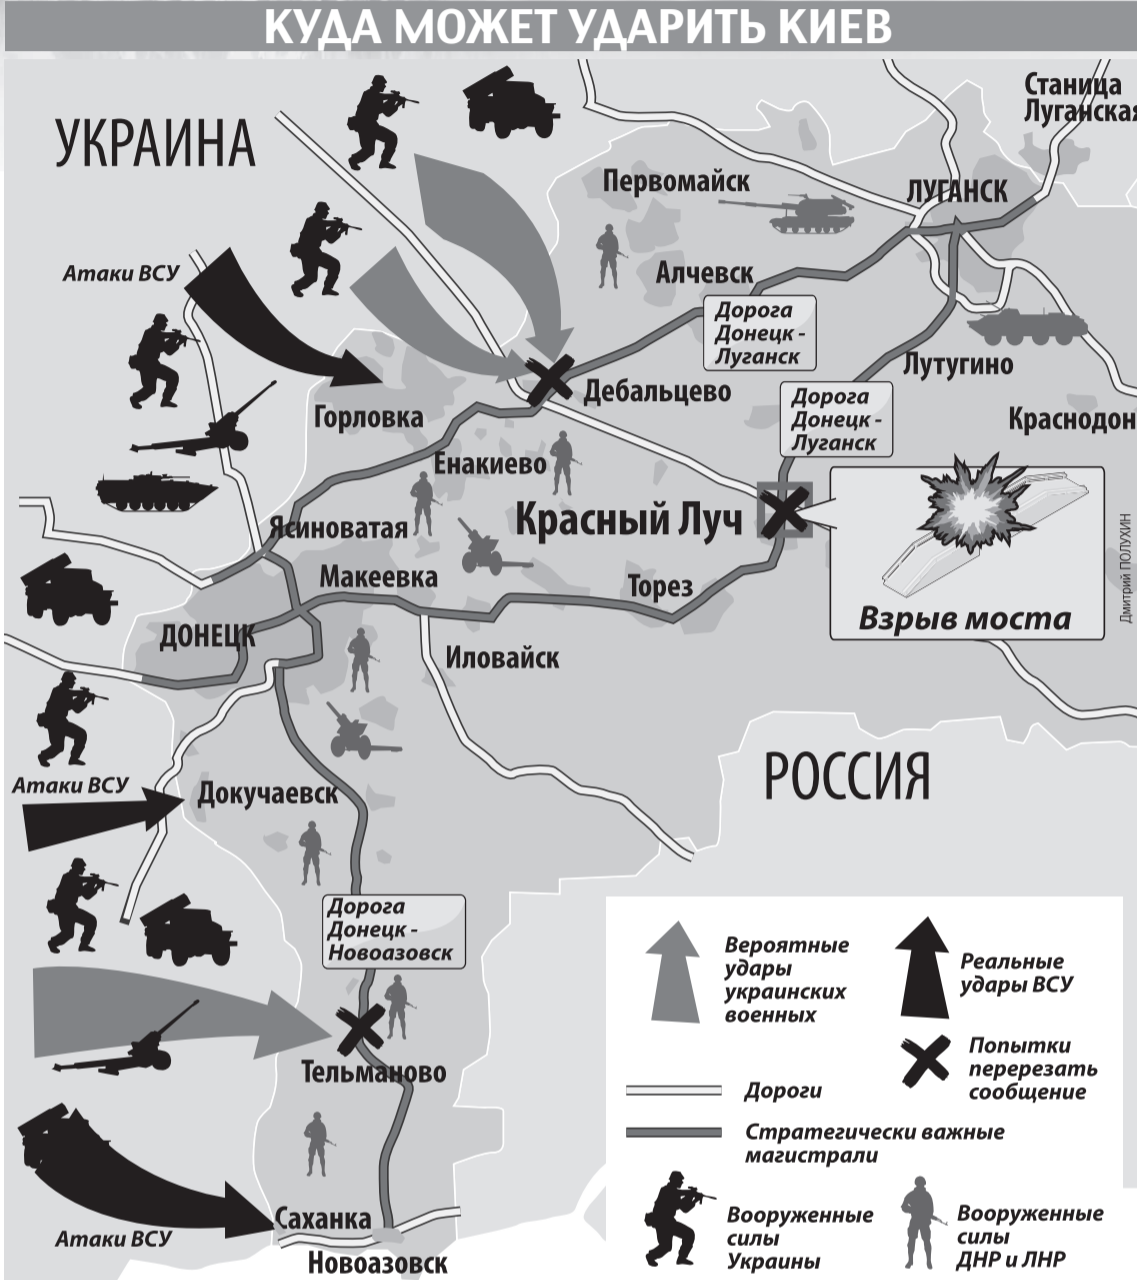 КУДА МОЖЕТ УДАРИТЬ КИЕВ
УКРАИНА
Станица
Луганская
Первомайск
ЛУГАНСК
Атаки ВСУ
Алчевск
Дорога
Донецк -
Луганск
Лутугино
Дебальцево
Дорога
Донецк -
Луганск
Горловка
Краснодон
Енакиево
Красный Луч
Ясиноватая
Макеевка
Торез
Взрыв моста
Дмитрий ПОЛУХИН
ДОНЕЦК
Иловайск
РОССИЯ
Атаки ВСУ
Докучаевск
Дорога
Донецк -
Новоазовск
Тельманово
Атаки ВСУ
Саханка
Новоазовск
Вероятные
удары
украинских
военных
Реальные
удары ВСУ
Попытки
перерезать
сообщение
Дороги
Стратегически важные
магистрали
Вооруженные
силы
Украины
Вооруженные
силы
ДНР и ЛНР